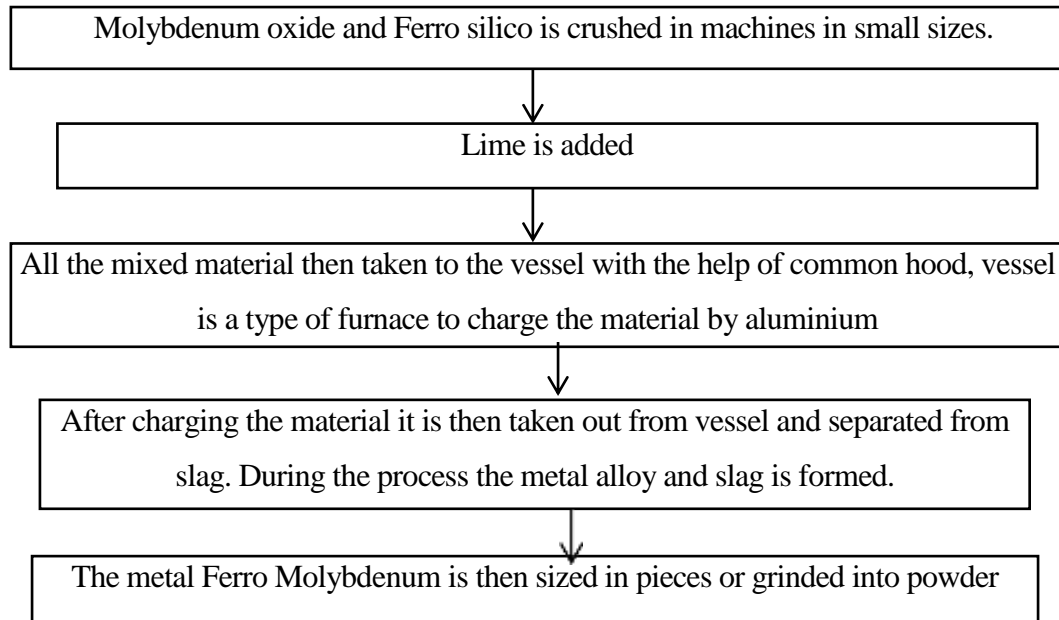 Molybdenum oxide and Ferro silico is crushed in machines in small sizes.
Lime is added
All the mixed material then taken to the vessel with the help of common hood, vessel
is a type of furnace to charge the material by aluminium
After charging the material it is then taken out from vessel and separated from
slag. During the process the metal alloy and slag is formed.
The metal Ferro Molybdenum is then sized in pieces or grinded into powder